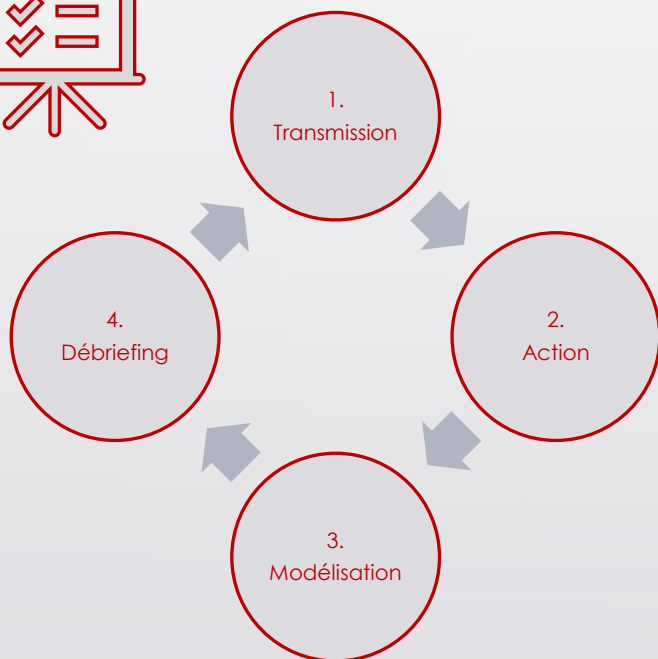 1.
Transmission
2.
Action
3.
Modélisation
4.
Débriefing